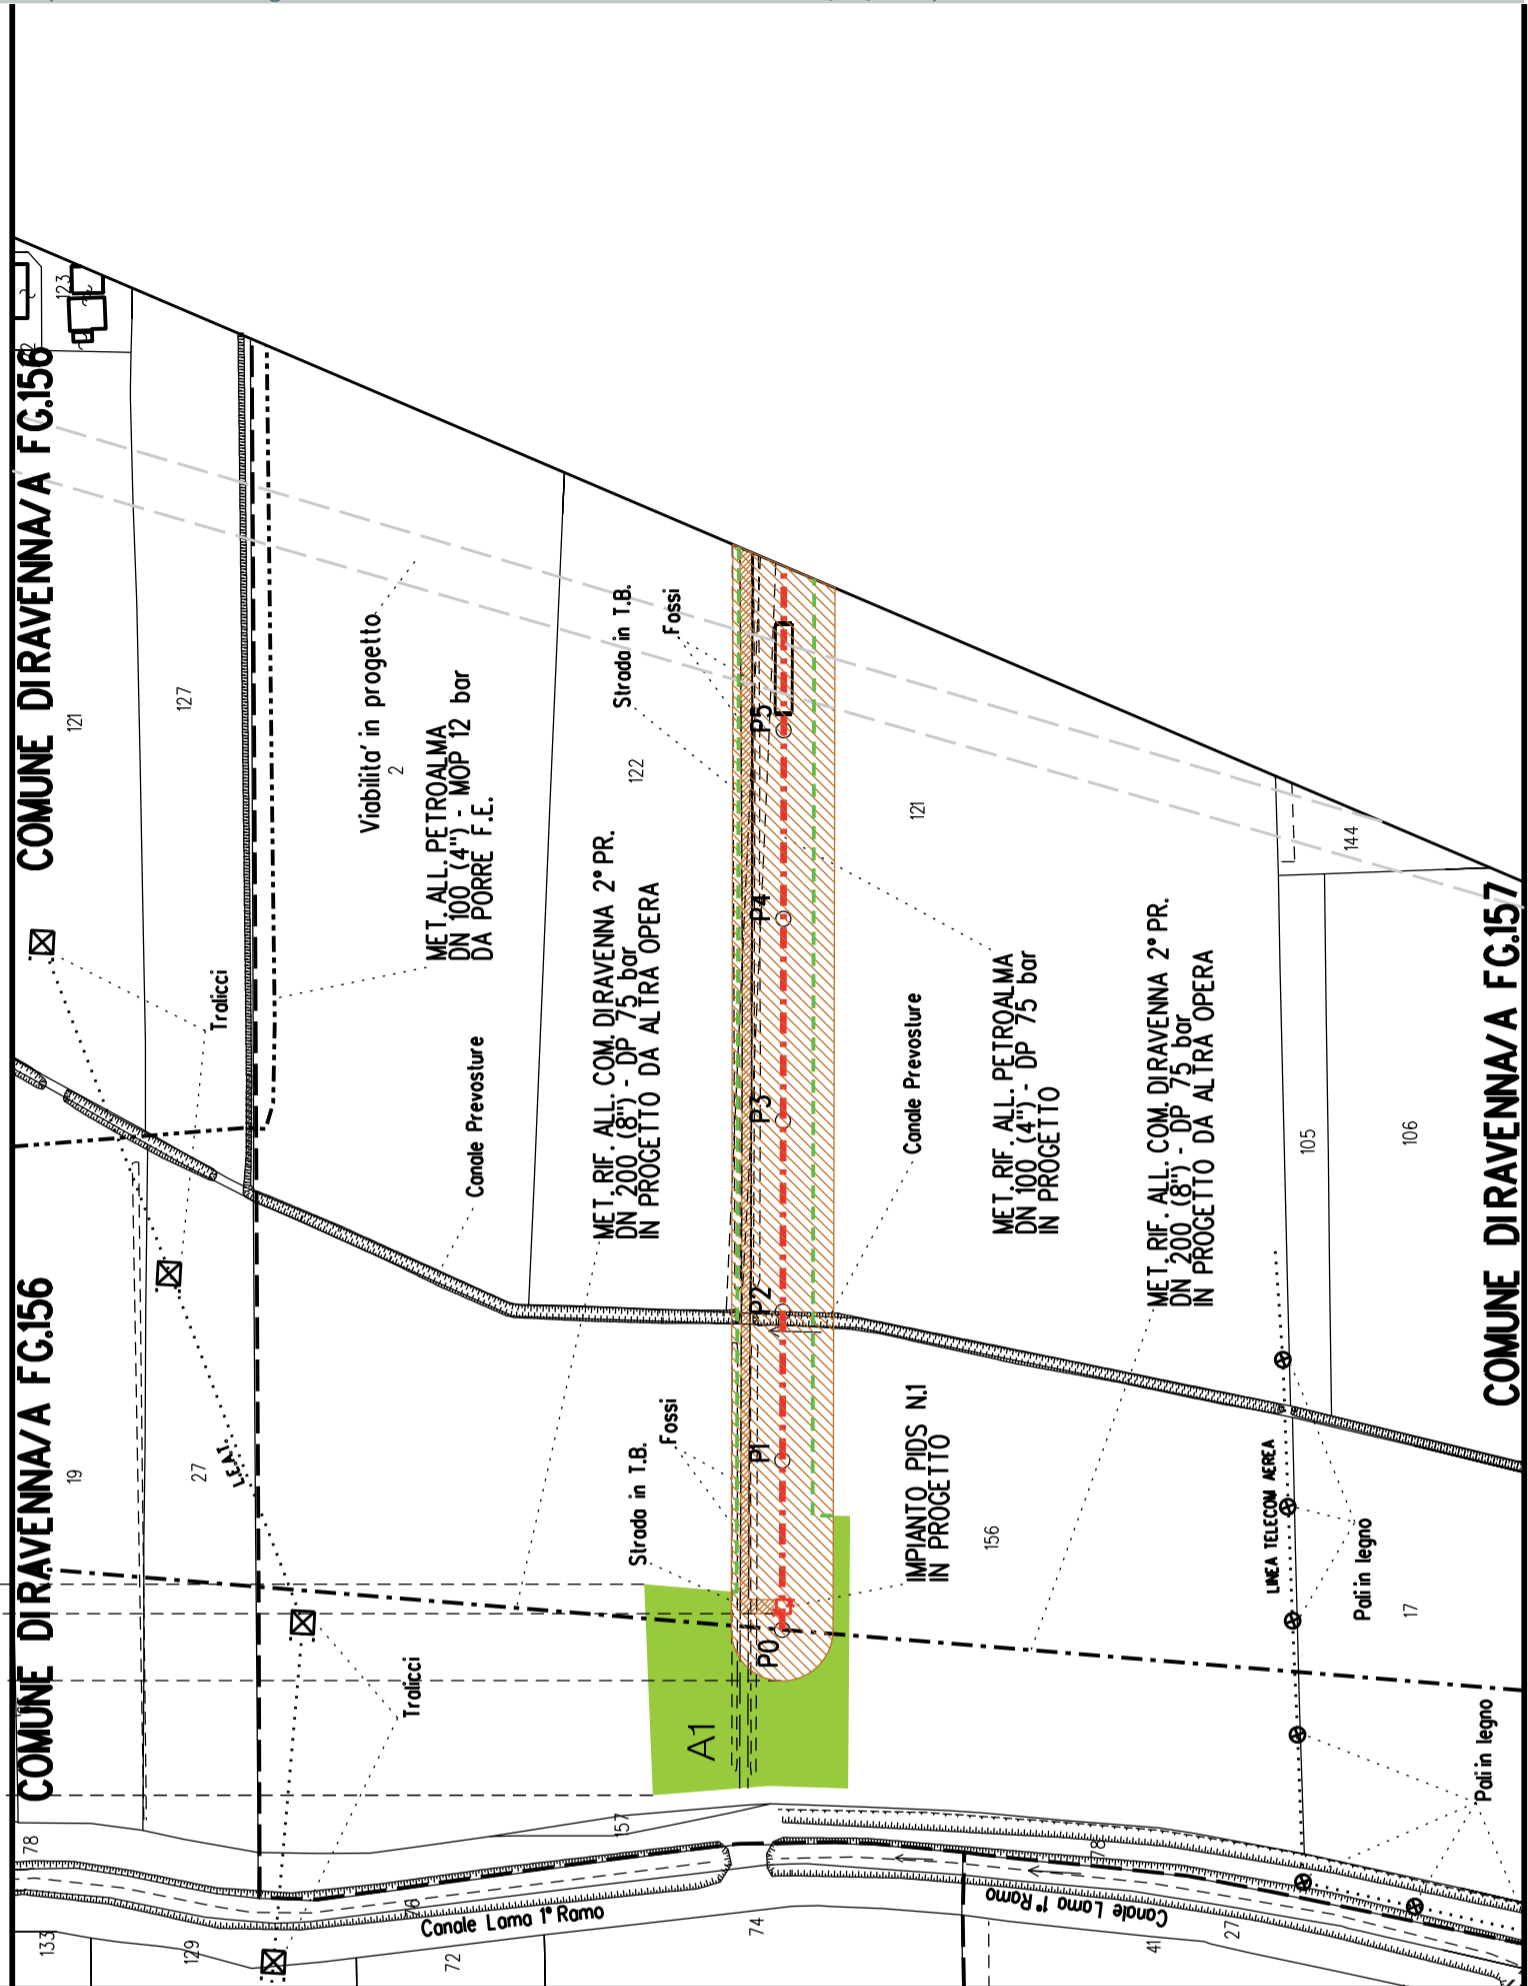 COMUNE DI RAVENNA/A FG.156
COMUNE DI RAVENNA/A FG.156
COMUNE DI RAVENNA/A FG.157
123
121
127
Viabilita' in progetto
2
MET. ALL. PETROALMA
DN 100 (4") - MOP 12 bar
DA PORRE F.E.
Tralicci
Canale Prevosture
Strada in T.B.
Fossi
122
MET. RIF. ALL. COM. DI RAVENNA 2° PR.
DN 200 (8") - DP 75 bar
IN PROGETTO DA ALTRA OPERA
P5
P4
P3
P2
P1
P0
121
Canale Prevosture
MET. RIF. ALL. PETROALMA
DN 100 (4") - DP 75 bar
IN PROGETTO
MET. RIF. ALL. COM. DI RAVENNA 2° PR.
DN 200 (8") - DP 75 bar
IN PROGETTO DA ALTRA OPERA
144
105
106
19
27
L.E.A.T.
Strada in T.B.
Fossi
IMPIANTO PIDS N.1
IN PROGETTO
156
LINEA TELECOM AEREA
Pali in legno
17
Tralicci
A1
Pali in legno
78
157
78
76
Canale Lama 1° Ramo
Canale Lama 1° Ramo
133
129
72
74
41
27